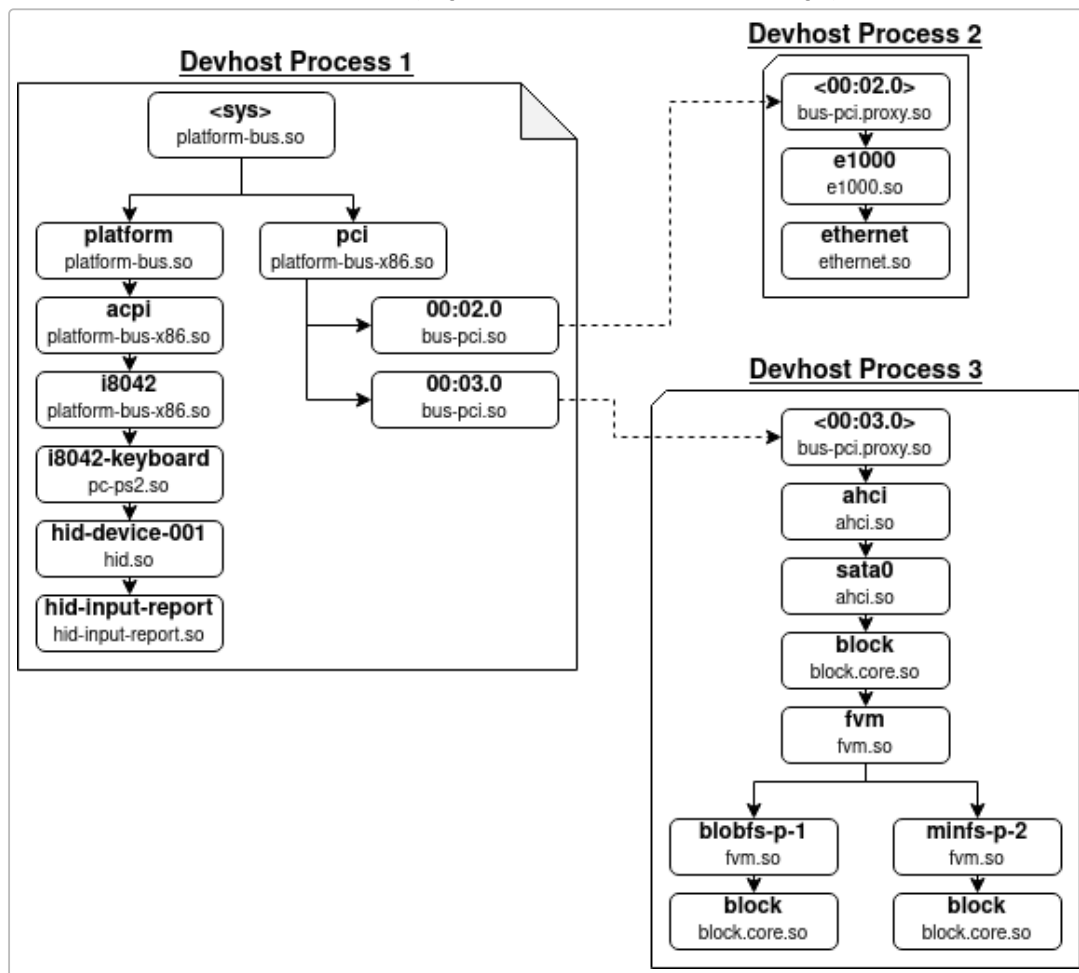 Devhost Process 1
<sys>
platform-bus.so
platform
platform-bus.so
pci
platform-bus-x86.so
acpi
platform-bus-x86.so
00:02.0
bus-pci.so
i8042
platform-bus-x86.so
00:03.0
bus-pci.so
i8042-keyboard
pc-ps2.so
hid-device-001
hid.so
hid-input-report
hid-input-report.so
Devhost Process 2
<00:02.0>
bus-pci.proxy.so
e1000
e1000.so
ethernet
ethernet.so
Devhost Process 3
<00:03.0>
bus-pci.proxy.so
ahci
ahci.so
sata0
ahci.so
block
block.core.so
fvm
fvm.so
blobfs-p-1
fvm.so
minfs-p-2
fvm.so
block
block.core.so
block
block.core.so